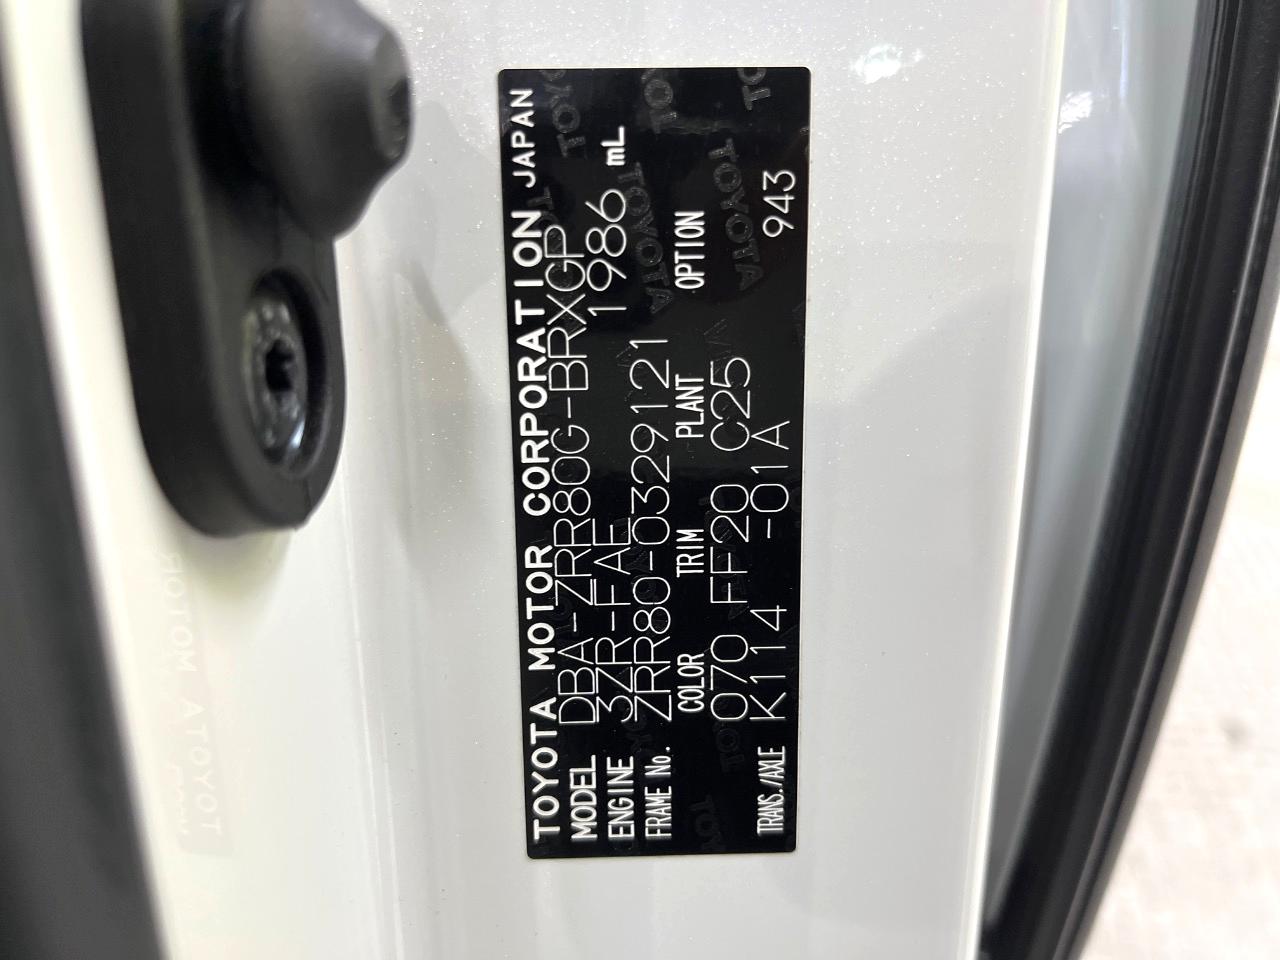 TOYOTA MOTOR CORPORATION JAPAN
MODEL DBA-ZRR80G-BRXGP
ENGINE 3ZR-FAE 1986 mL
FRAME No. ZRR80-0329121
COLOR TRIM PLANT OPTION
070 FF20 C25
TRANS./AXLE K114 -01A 943